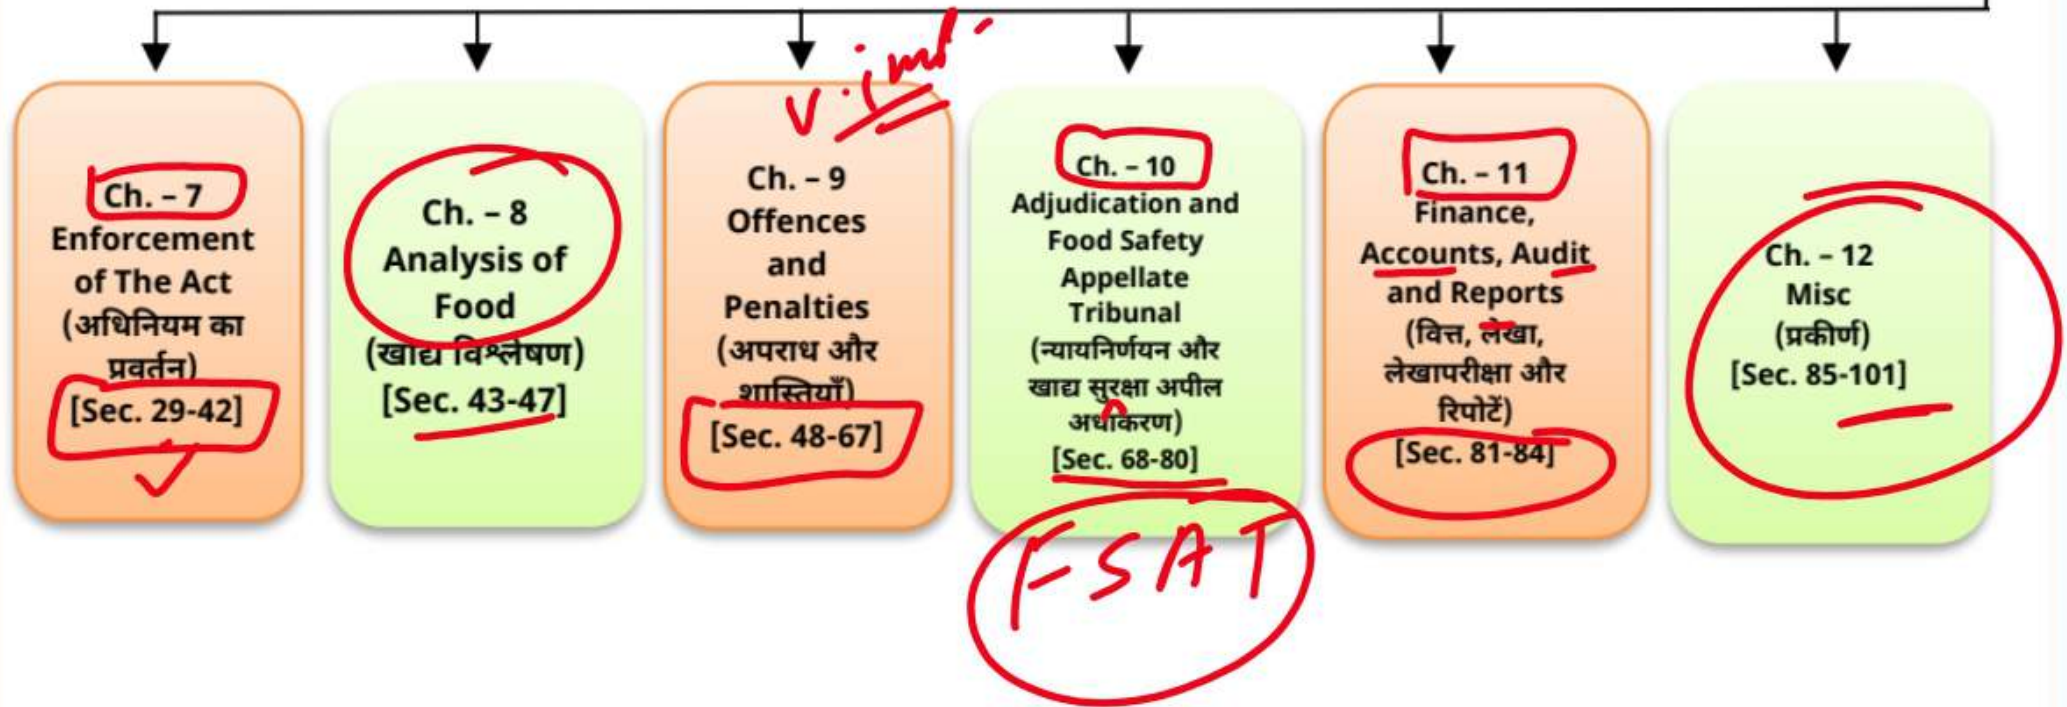 v. imp
Ch. – 7
Enforcement
of The Act
(अधिनियम का
प्रवर्तन)
[Sec. 29-42]
Ch. – 8
Analysis of
Food
(खाद्य विश्लेषण)
[Sec. 43-47]
Ch. – 9
Offences
and
Penalties
(अपराध और
शास्तियाँ)
[Sec. 48-67]
Ch. – 10
Adjudication and
Food Safety
Appellate
Tribunal
(न्यायनिर्णयन और
खाद्य सुरक्षा अपील
अधीकरण)
[Sec. 68-80]
FSAT
Ch. – 11
Finance,
Accounts, Audit
and Reports
(वित्त, लेखा,
लेखापरीक्षा और
रिपोर्टें)
[Sec. 81-84]
Ch. – 12
Misc
(प्रकीर्ण)
[Sec. 85-101]